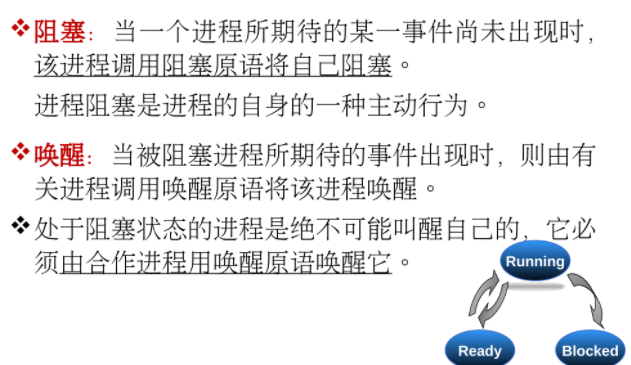 阻塞：当一个进程所期待的某一事件尚未出现时，
该进程调用阻塞原语将自己阻塞。
进程阻塞是进程的自身的一种主动行为。
唤醒：当被阻塞进程所期待的事件出现时，则由有
关进程调用唤醒原语将该进程唤醒。
处于阻塞状态的进程是绝不可能叫醒自己的，它必
须由合作进程用唤醒原语唤醒它。
Running
Ready
Blocked